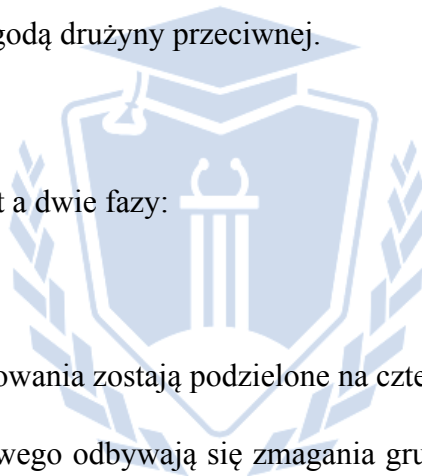 godą drużyny przeciwnej.
t a dwie fazy:
owania zostają podzielone na czte
wego odbywają się zmagania gru